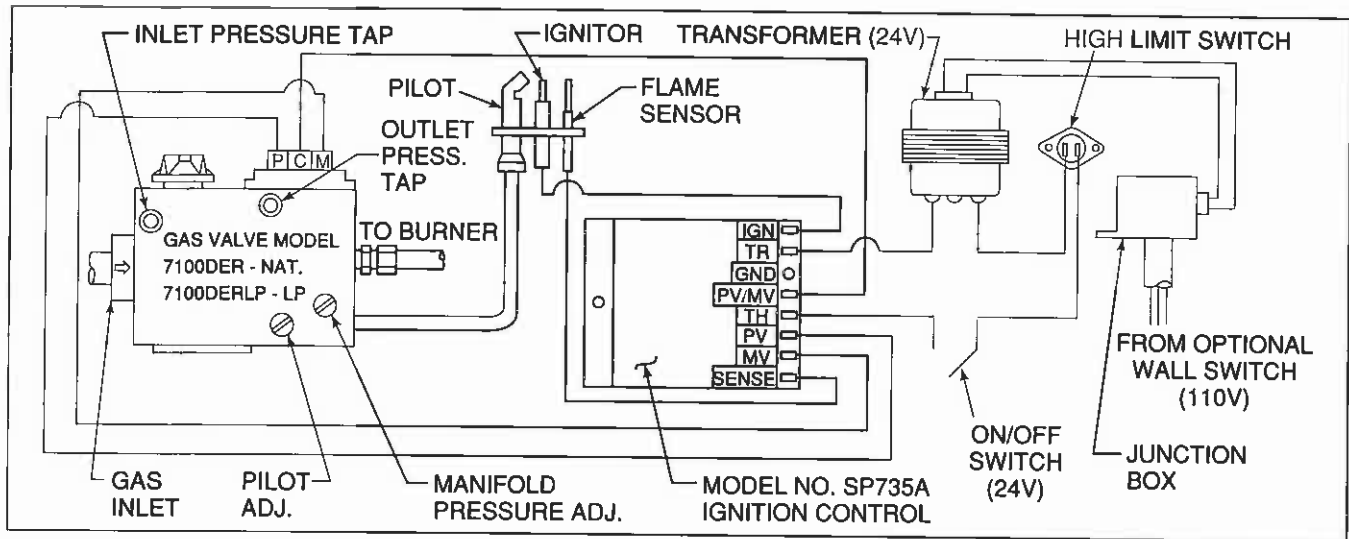 INLET PRESSURE TAP
IGNITOR
TRANSFORMER (24V)
HIGH LIMIT SWITCH
PILOT
FLAME
SENSOR
OUTLET
PRESS.
TAP
P C M
GAS VALVE MODEL
7100DER - NAT.
7100DERLP - LP
TO BURNER
IGN
TR
GND
PV/MV
TH
PV
MV
SENSE
FROM OPTIONAL
WALL SWITCH
(110V)
GAS
INLET
PILOT
ADJ.
MANIFOLD
PRESSURE ADJ.
MODEL NO. SP735A
IGNITION CONTROL
ON/OFF
SWITCH
(24V)
JUNCTION
BOX